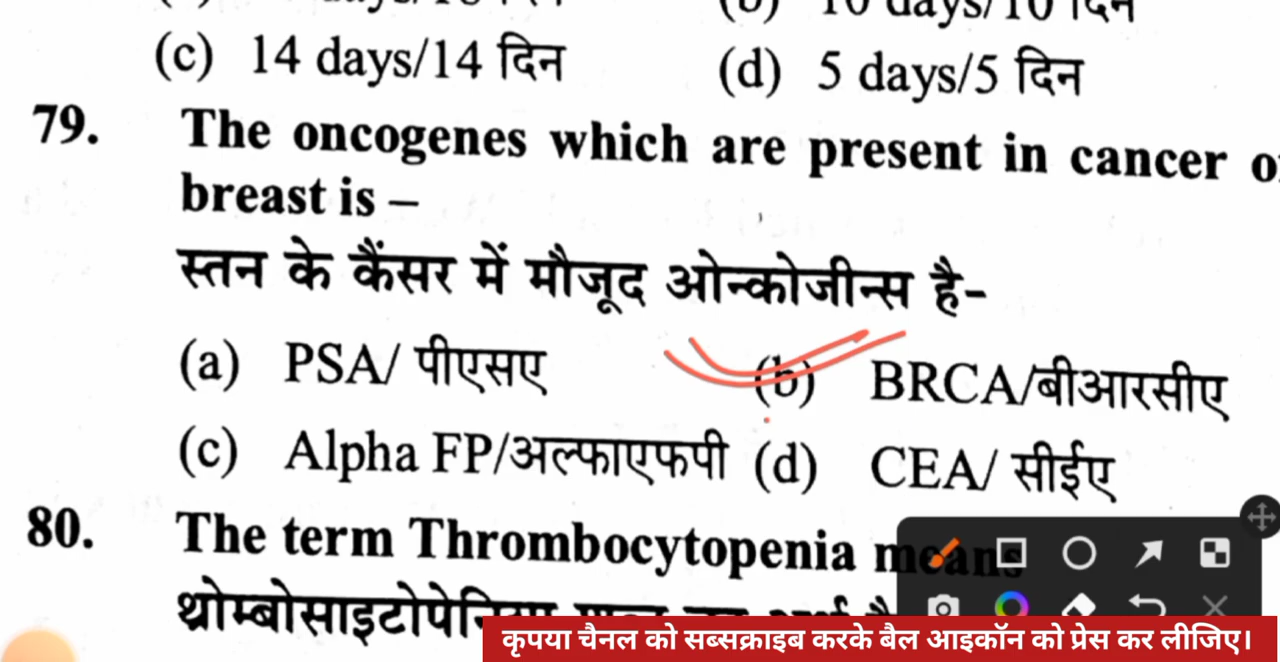 (c) 14 days/14 दिन (d) 5 days/5 दिन
79. The oncogenes which are present in cancer
breast is –
स्तन के कैंसर में मौजूद ओन्कोजीन्स है-
(a) PSA/ पीएसए (b) BRCA/बीआरसीए
(c) Alpha FP/अल्फाएफपी (d) CEA/ सीईए
80. The term Thrombocytopenia means
कृपया चैनल को सब्सक्राइब करके बैल आइकॉन को प्रेस कर लीजिए।